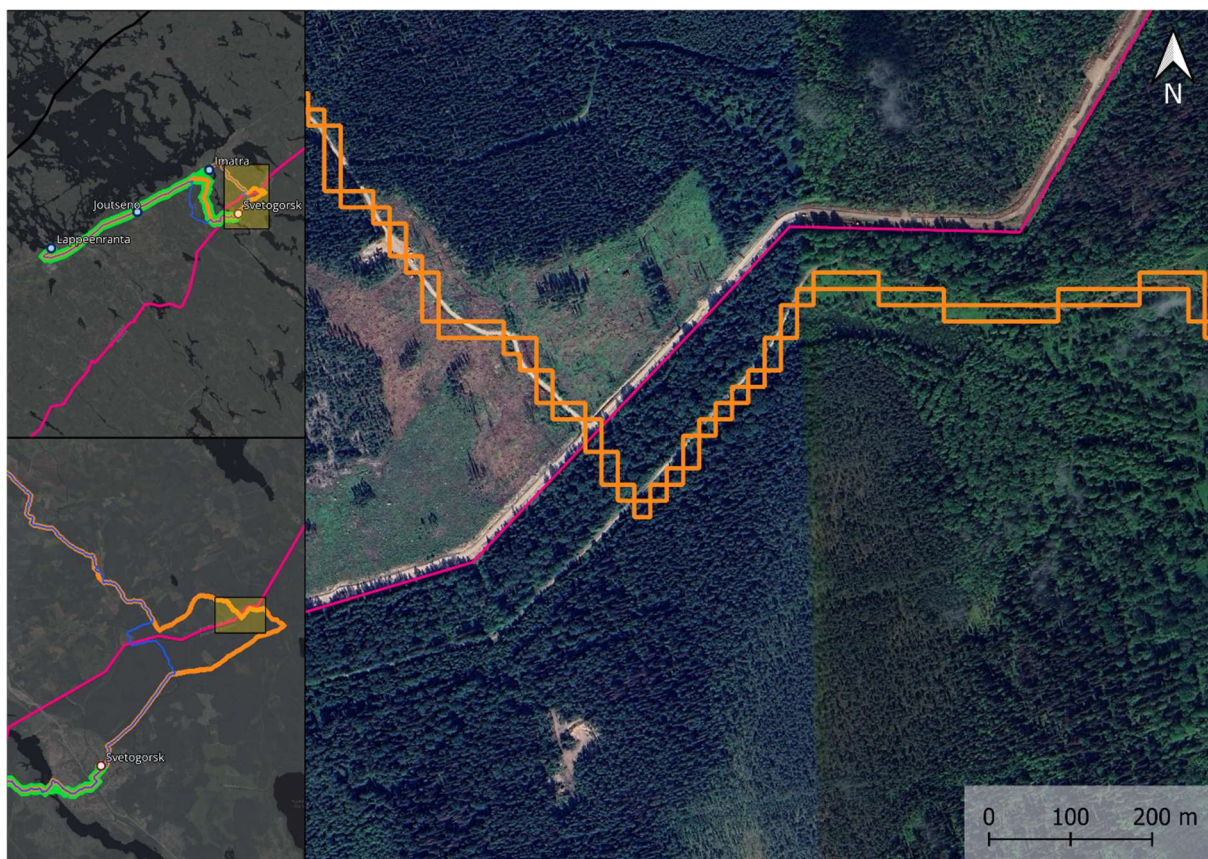 Imatra
Joutseno
Svetogorsk
Lappeenranta
N
Svetogorsk
0 100 200 m